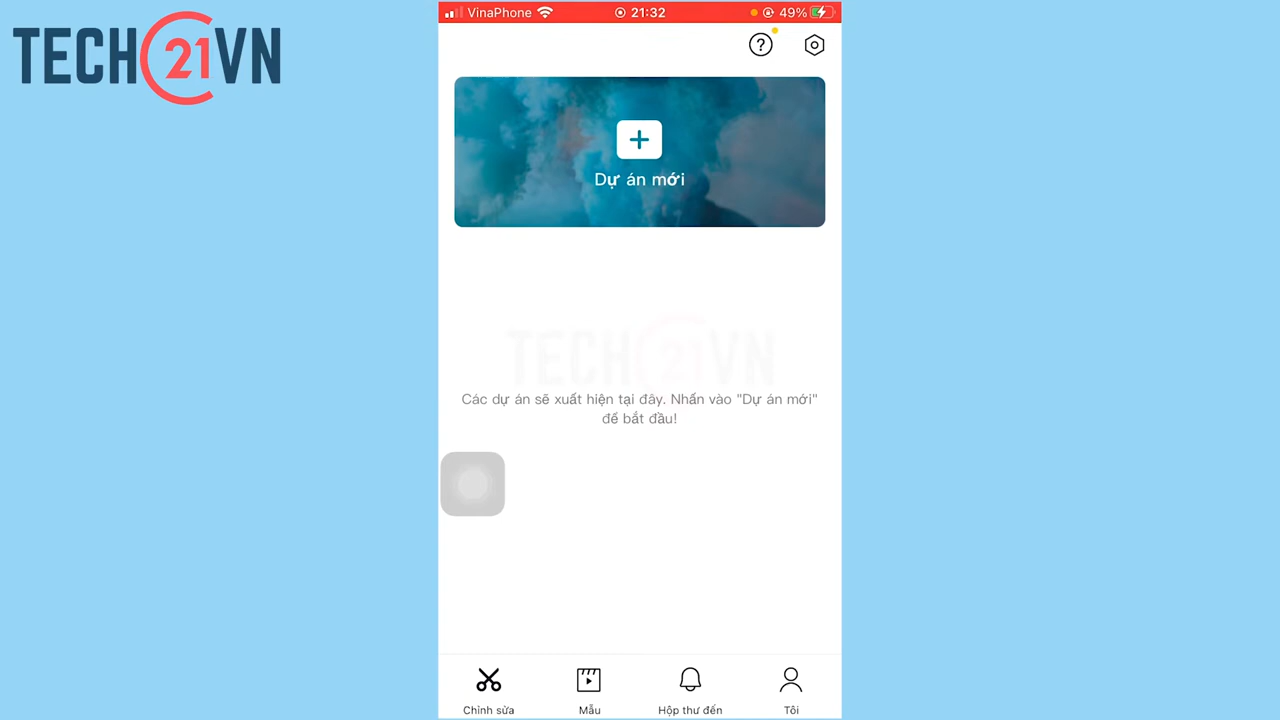 TECH21VN
VinaPhone 21:32 49%
?
Dự án mới
TECH21VN
Các dự án sẽ xuất hiện tại đây. Nhấn vào "Dự án mới"
để bắt đầu!
Chỉnh sửa Mẫu Hộp thư đến Tôi